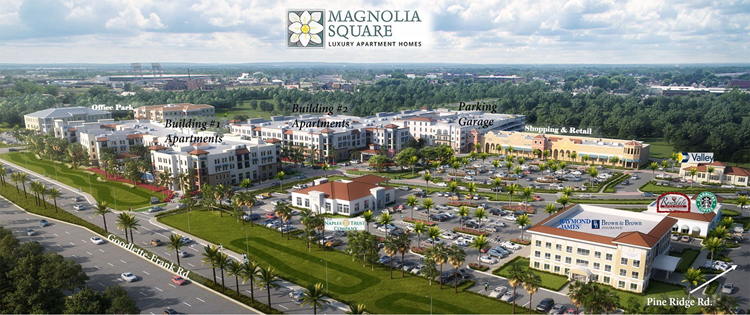 MAGNOLIA
SQUARE
LUXURY APARTMENT HOMES
Office Park
Building #1
Apartments
Building #2
Apartments
Parking
Garage
Shopping & Retail
Valley
NAPLES TRUST
COMPANY
RAYMOND
JAMES
Brown & Brown
INSURANCE
STARBUCKS
Goodlette-Frank Rd
Pine Ridge Rd.